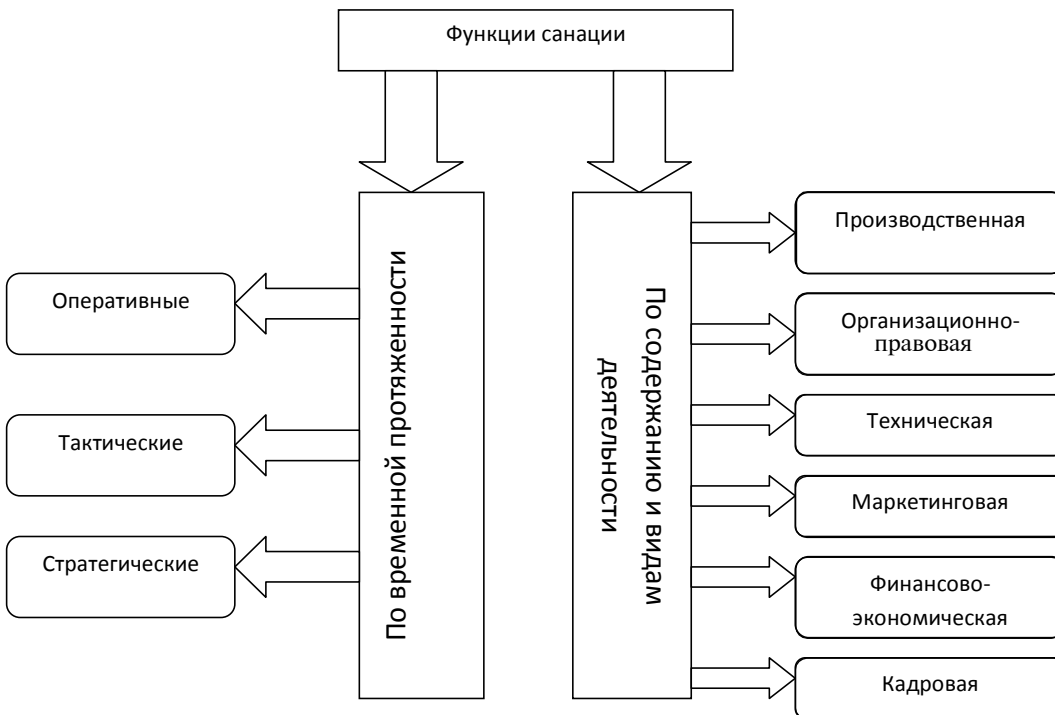 Функции санации
По временной протяженности
Оперативные
Тактические
Стратегические
По содержанию и видам
деятельности
Производственная
Организационно-
правовая
Техническая
Маркетинговая
Финансово-
экономическая
Кадровая